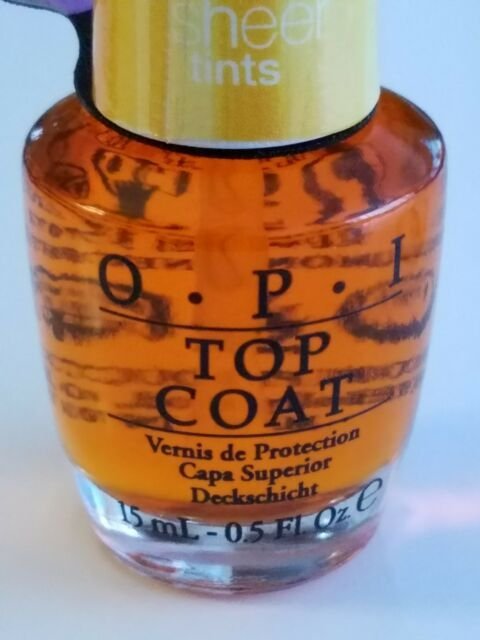 sheer
tints
O · P · I
TOP
COAT
Vernis de Protection
Capa Superior
Deckschicht
15 mL - 0.5 Fl. Oz. e